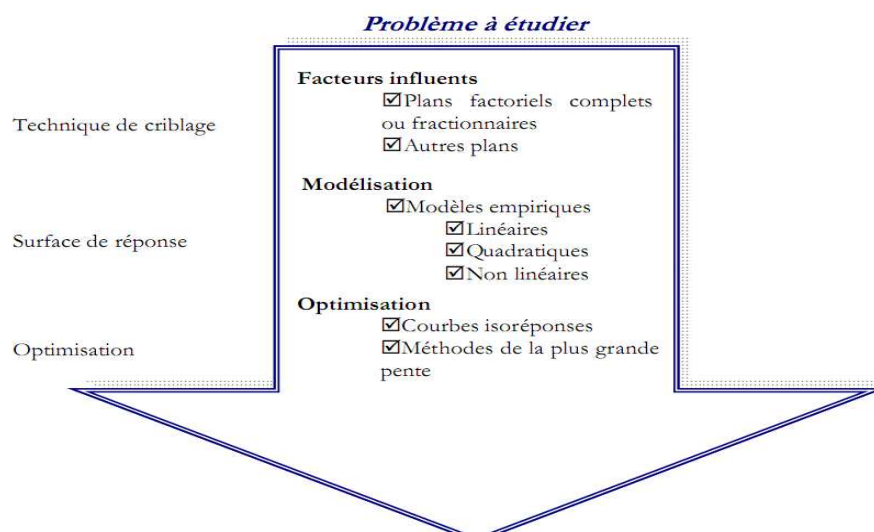 Problème à étudier
Facteurs influents
☑Plans factoriels complets
ou fractionnaires
☑Autres plans
Technique de criblage
Modélisation
☑Modèles empiriques
☑Linéaires
☑Quadratiques
☑Non linéaires
Surface de réponse
Optimisation
☑Courbes isoréponses
☑Méthodes de la plus grande
pente
Optimisation